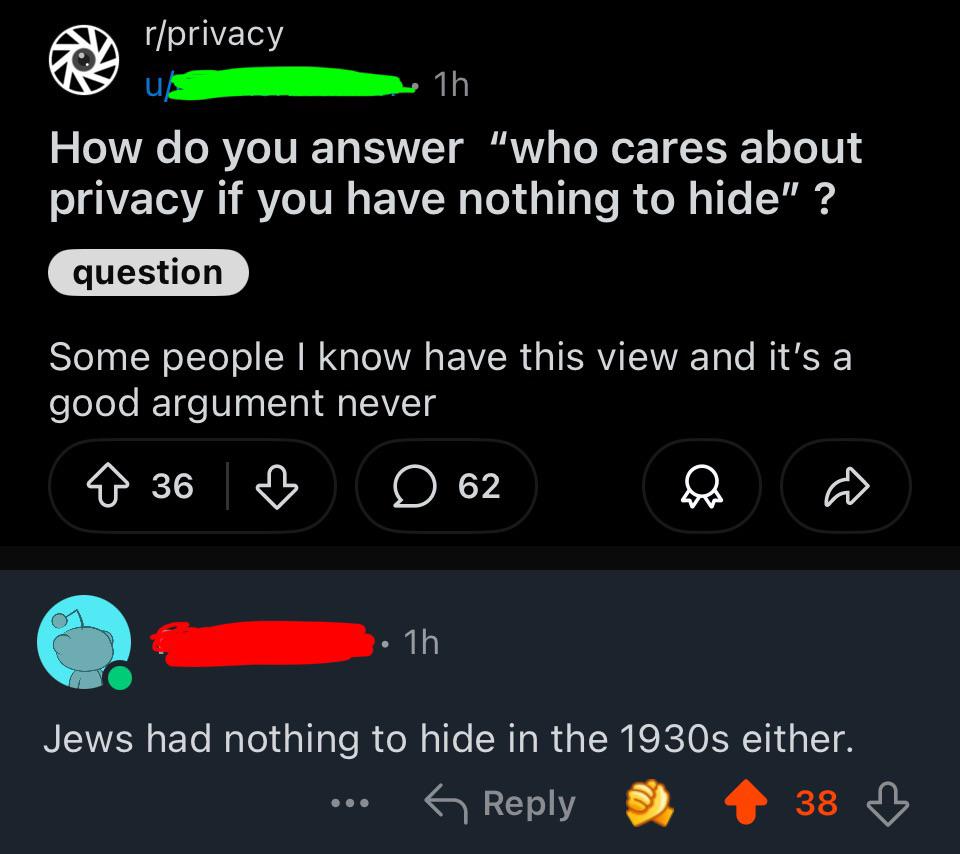 r/privacy
u/ • 1h
How do you answer “who cares about
privacy if you have nothing to hide” ?
question
Some people I know have this view and it’s a
good argument never
36 62
• 1h
Jews had nothing to hide in the 1930s either.
••• Reply 38